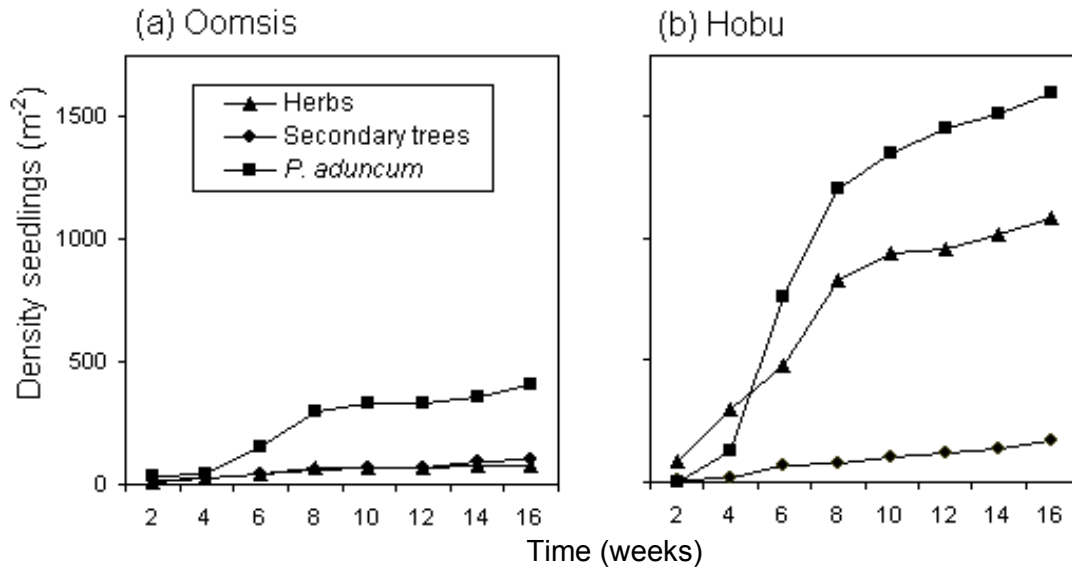 (a) Oomsis
(b) Hobu
Density seedlings (m⁻²)
1500
1000
500
0
Herbs
Secondary trees
P. aduncum
2 4 6 8 10 12 14 16
2 4 6 8 10 12 14 16
Time (weeks)